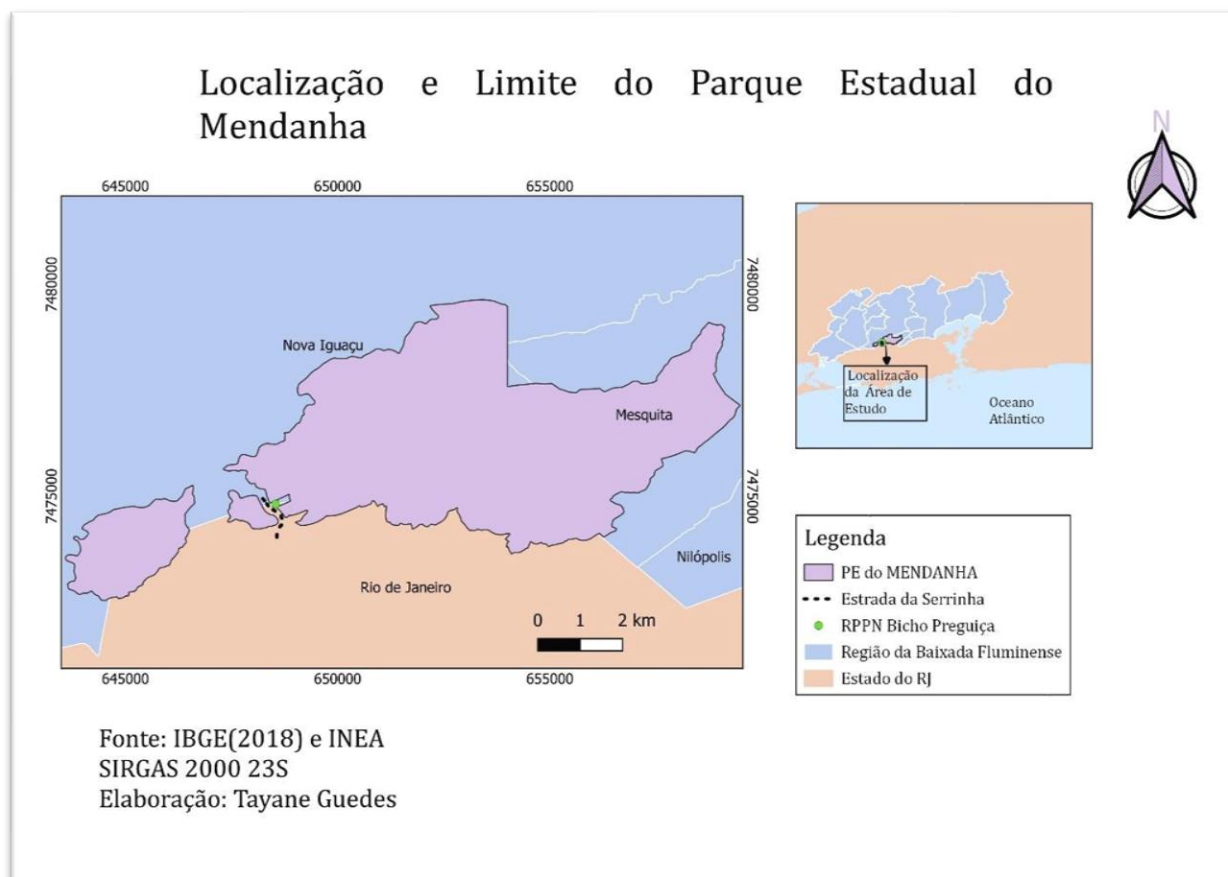 Localização e Limite do Parque Estadual do
Mendanha
N
645000
650000
655000
7480000
7480000
Nova Iguaçu
Mesquita
7475000
7475000
Nilópolis
Rio de Janeiro
0 1 2 km
645000
650000
655000
Localização
da Área de
Estudo
Oceano
Atlântico
Legenda
PE do MENDANHA
Estrada da Serrinha
RPPN Bicho Preguiça
Região da Baixada Fluminense
Estado do RJ
Fonte: IBGE(2018) e INEA
SIRGAS 2000 23S
Elaboração: Tayane Guedes